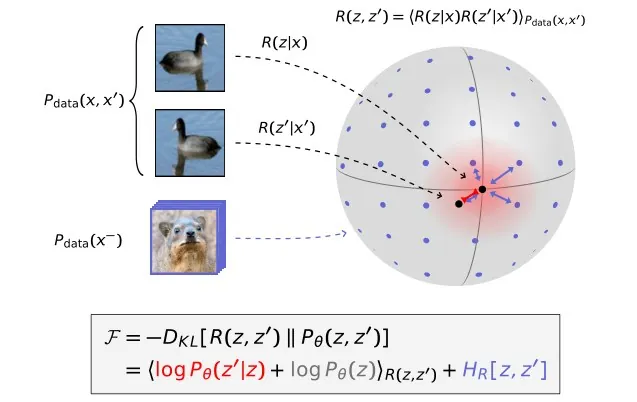 R(z, z′) = ⟨R(z|x)R(z′|x′)⟩_{P_data(x,x′)}
R(z|x)
P_data(x, x′)
R(z′|x′)
P_data(x⁻)
ℱ = −D_KL[R(z, z′) ∥ P_θ(z, z′)]
= ⟨log P_θ(z′|z) + log P_θ(z)⟩_{R(z,z′)} + H_R[z, z′]